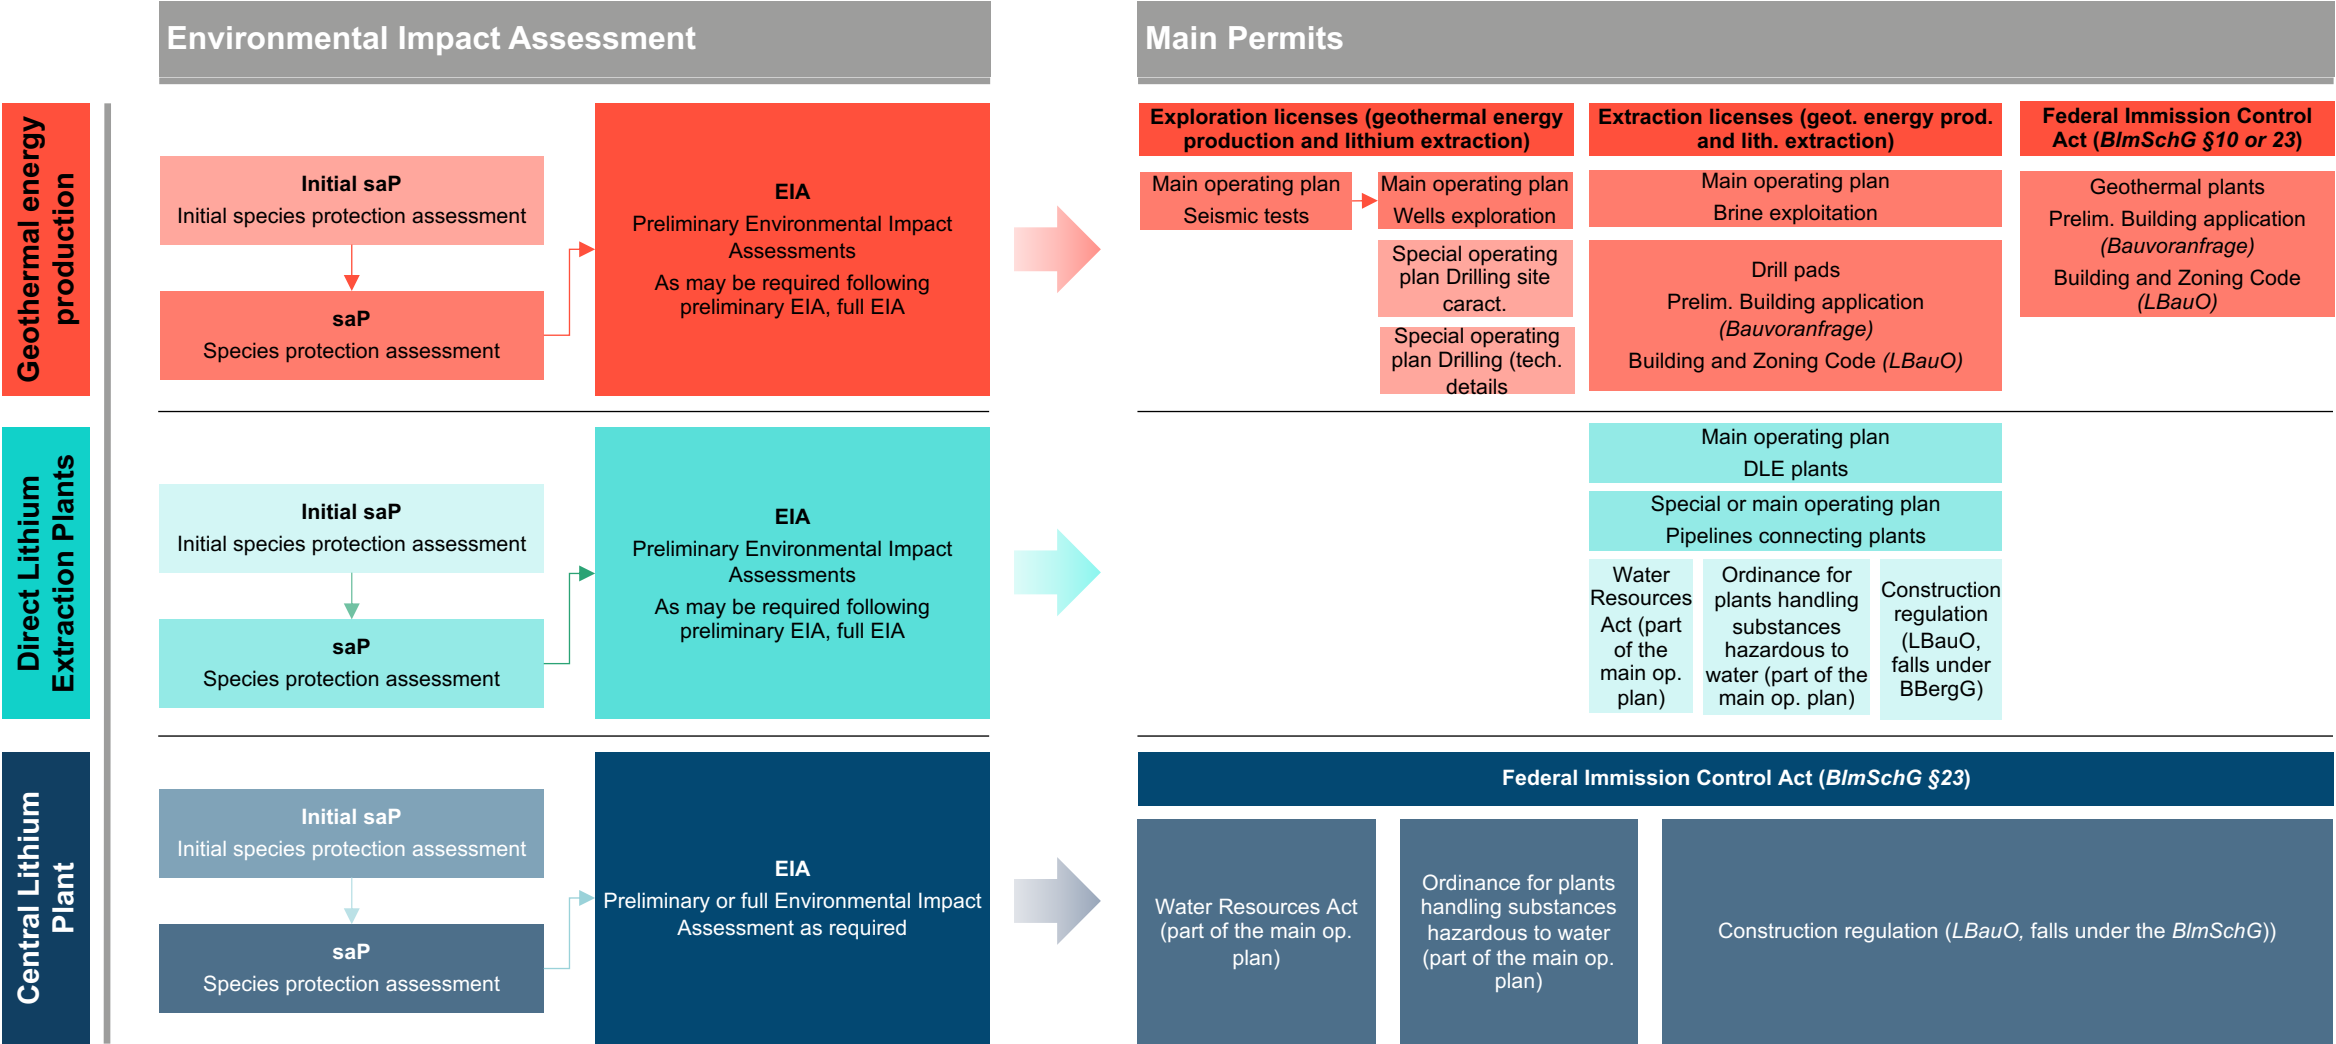 Environmental Impact Assessment
Main Permits
Geothermal energy
production
Initial saP
Initial species protection assessment
saP
Species protection assessment
EIA
Preliminary Environmental Impact
Assessments
As may be required following
preliminary EIA, full EIA
Exploration licenses (geothermal energy
production and lithium extraction)
Main operating plan
Seismic tests
Main operating plan
Wells exploration
Special operating
plan Drilling site
caract.
Special operating
plan Drilling (tech.
details
Extraction licenses (geot. energy prod.
and lith. extraction)
Main operating plan
Brine exploitation
Drill pads
Prelim. Building application
(Bauvoranfrage)
Building and Zoning Code (LBauO)
Federal Immission Control
Act (BImSchG §10 or 23)
Geothermal plants
Prelim. Building application
(Bauvoranfrage)
Building and Zoning Code
(LBauO)
Direct Lithium
Extraction Plants
Initial saP
Initial species protection assessment
saP
Species protection assessment
EIA
Preliminary Environmental Impact
Assessments
As may be required following
preliminary EIA, full EIA
Main operating plan
DLE plants
Special or main operating plan
Pipelines connecting plants
Water
Resources
Act (part
of the
main op.
plan)
Ordinance for
plants handling
substances
hazardous to
water (part of the
main op. plan)
Construction
regulation
(LBauO,
falls under
BBergG)
Central Lithium
Plant
Initial saP
Initial species protection assessment
saP
Species protection assessment
EIA
Preliminary or full Environmental Impact
Assessment as required
Federal Immission Control Act (BImSchG §23)
Water Resources Act
(part of the main op.
plan)
Ordinance for plants
handling substances
hazardous to water
(part of the main op.
plan)
Construction regulation (LBauO, falls under the BImSchG))